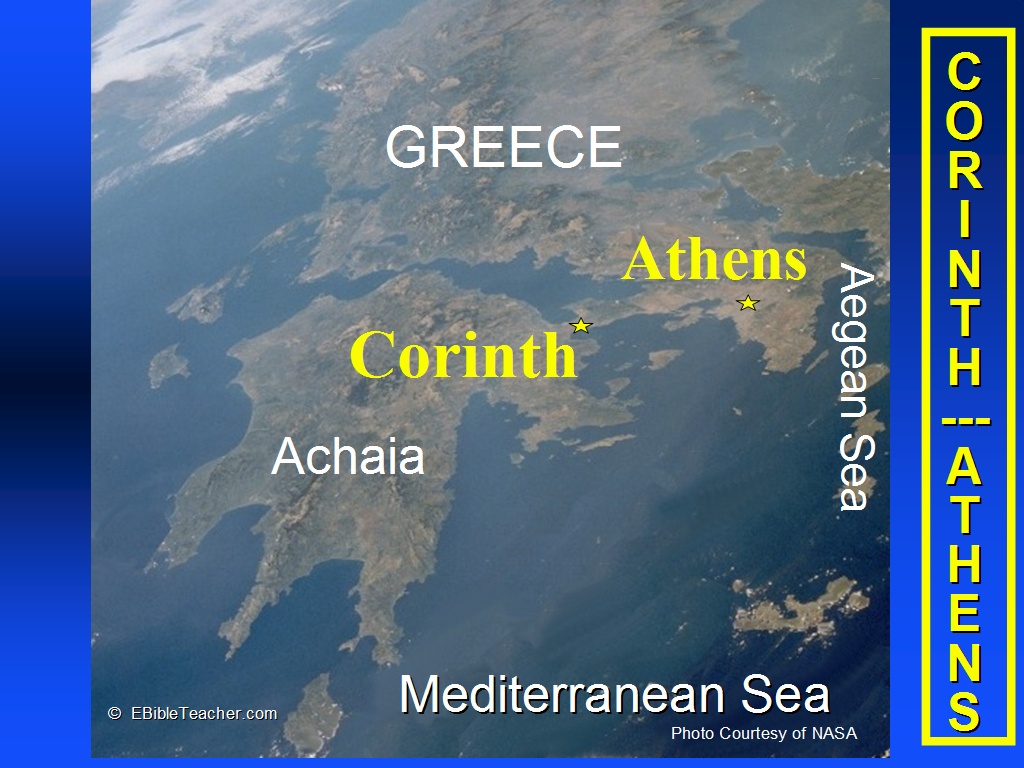 GREECE
Athens
Corinth
Aegean Sea
Achaia
Mediterranean Sea
© EBibleTeacher.com
Photo Courtesy of NASA
CORINTH --- ATHENS